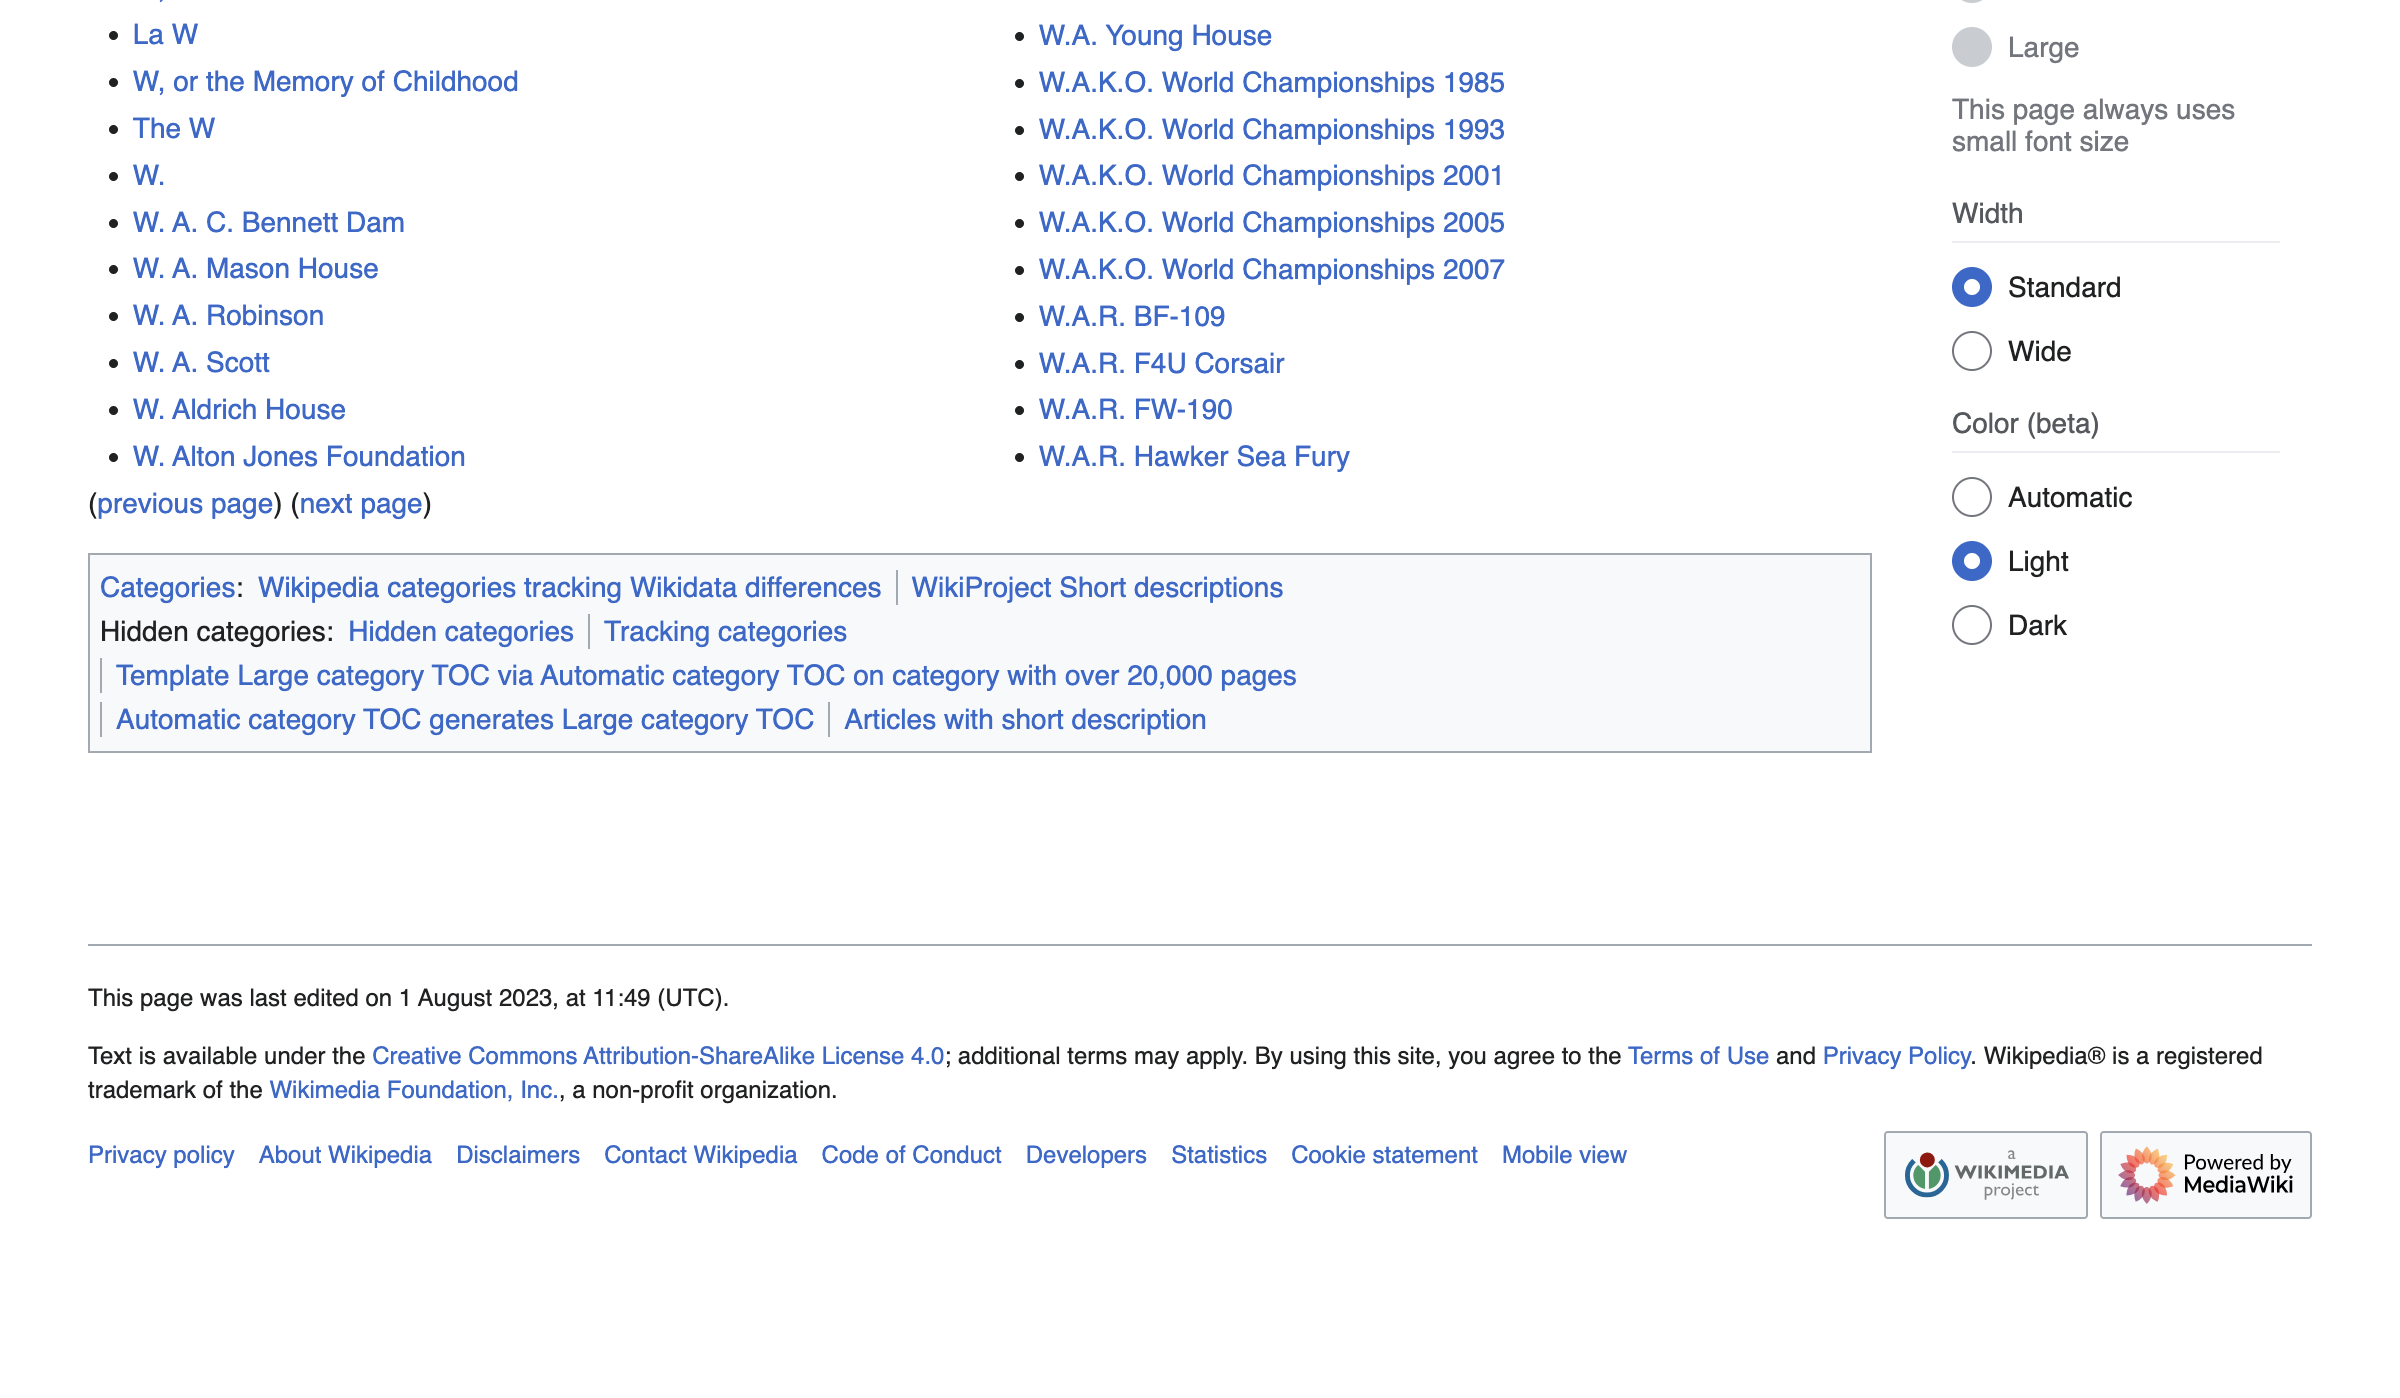 La W
W, or the Memory of Childhood
The W
W.
W. A. C. Bennett Dam
W. A. Mason House
W. A. Robinson
W. A. Scott
W. Aldrich House
W. Alton Jones Foundation
W.A. Young House
W.A.K.O. World Championships 1985
W.A.K.O. World Championships 1993
W.A.K.O. World Championships 2001
W.A.K.O. World Championships 2005
W.A.K.O. World Championships 2007
W.A.R. BF-109
W.A.R. F4U Corsair
W.A.R. FW-190
W.A.R. Hawker Sea Fury
(previous page) (next page)
Categories: Wikipedia categories tracking Wikidata differences | WikiProject Short descriptions
Hidden categories: Hidden categories | Tracking categories
| Template Large category TOC via Automatic category TOC on category with over 20,000 pages
| Automatic category TOC generates Large category TOC | Articles with short description
Large
This page always uses
small font size
Width
Standard
Wide
Color (beta)
Automatic
Light
Dark
This page was last edited on 1 August 2023, at 11:49 (UTC).
Text is available under the Creative Commons Attribution-ShareAlike License 4.0; additional terms may apply. By using this site, you agree to the Terms of Use and Privacy Policy. Wikipedia® is a registered
trademark of the Wikimedia Foundation, Inc., a non-profit organization.
Privacy policy About Wikipedia Disclaimers Contact Wikipedia Code of Conduct Developers Statistics Cookie statement Mobile view
a
WIKIMEDIA
project
Powered by
MediaWiki